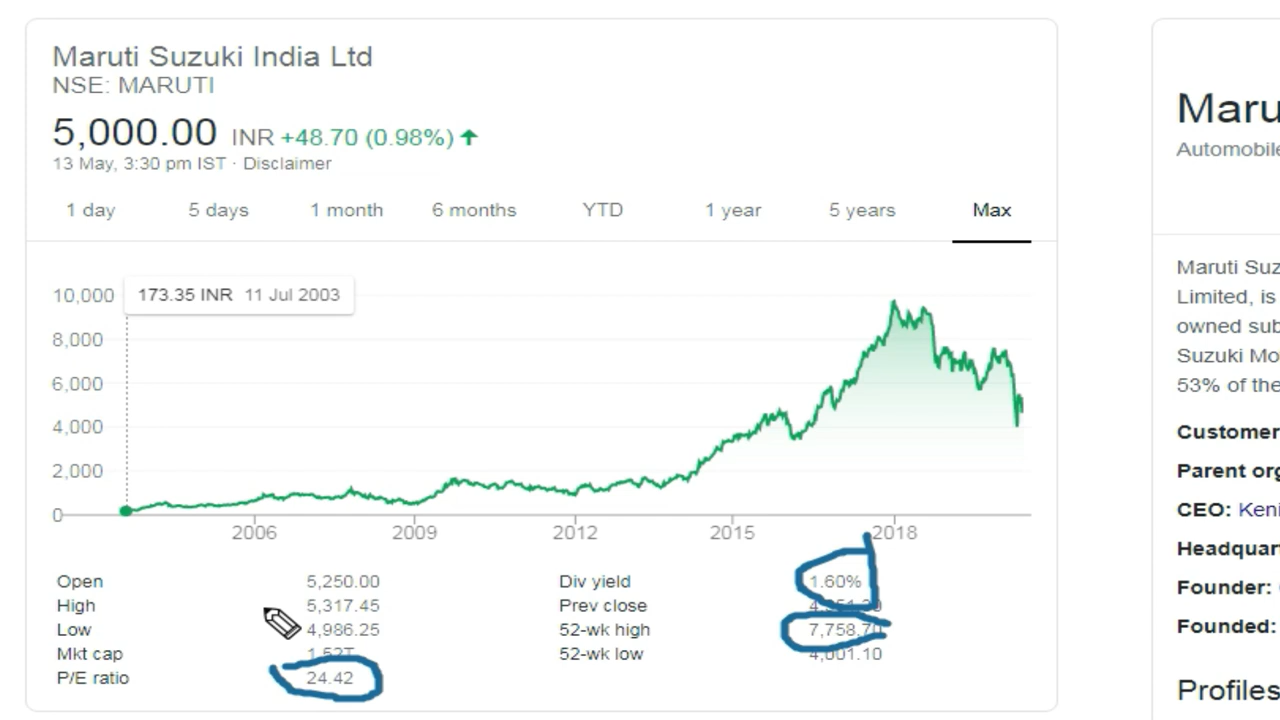 Maruti Suzuki India Ltd
NSE: MARUTI
5,000.00 INR +48.70 (0.98%)
13 May, 3:30 pm IST · Disclaimer
1 day 5 days 1 month 6 months YTD 1 year 5 years Max
173.35 INR 11 Jul 2003
10,000
8,000
6,000
4,000
2,000
0
2006 2009 2012 2015 2018
Open 5,250.00
High 5,317.45
Low 4,986.25
Mkt cap 1.52T
P/E ratio 24.42
Div yield 1.60%
Prev close
52-wk high 7,758.70
52-wk low 4,001.10
Maru
Automobile
Maruti Suz
Limited, is
owned sub
Suzuki Mo
53% of the
Customer
Parent org
CEO: Keni
Headquar
Founder:
Founded:
Profiles